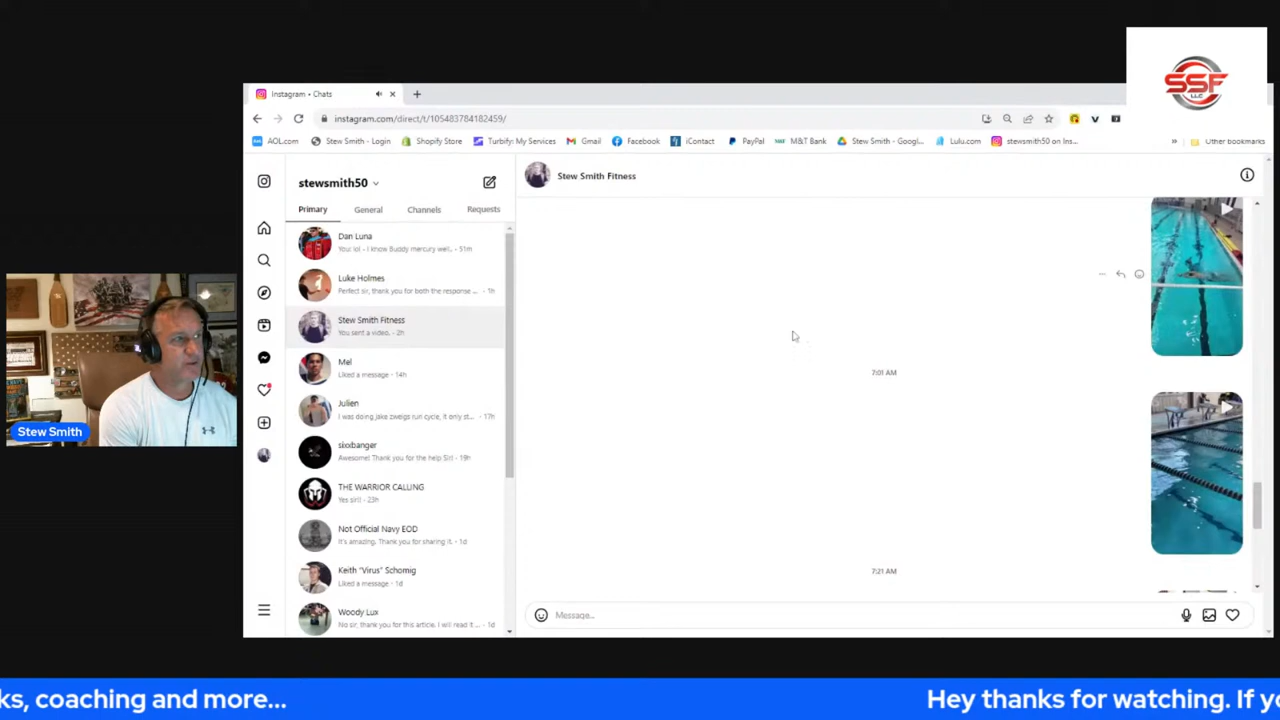 SSF
LLC
Instagram • Chats
instagram.com/direct/t/105483784182459/
AOL.com
Stew Smith - Login
Shopify Store
Turbify: My Services
Gmail
Facebook
iContact
PayPal
M&T Bank
Stew Smith - Googl...
Lulu.com
stewsmith50 on Ins...
Other bookmarks
stewsmith50
Primary
General
Channels
Requests
Dan Luna
You: lol - i know Buddy mercury well.. · 51m
Luke Holmes
Perfect sir, thank you for both the response ... · 1h
Stew Smith Fitness
You sent a video. · 2h
Mel
Liked a message · 14h
Julien
I was doing jake zweigs run cycle, it only st... · 17h
sixxbanger
Awesome! Thank you for the help Sir! · 19h
THE WARRIOR CALLING
Yes sir!! · 23h
Not Official Navy EOD
It's amazing. Thank you for sharing it. · 1d
Keith "Virus" Schomig
Liked a message · 1d
Woody Lux
No sir, thank you for this article. I will read it ... · 1d
Stew Smith Fitness
7:01 AM
7:21 AM
Message...
Stew Smith
ks, coaching and more...
Hey thanks for watching. If yo